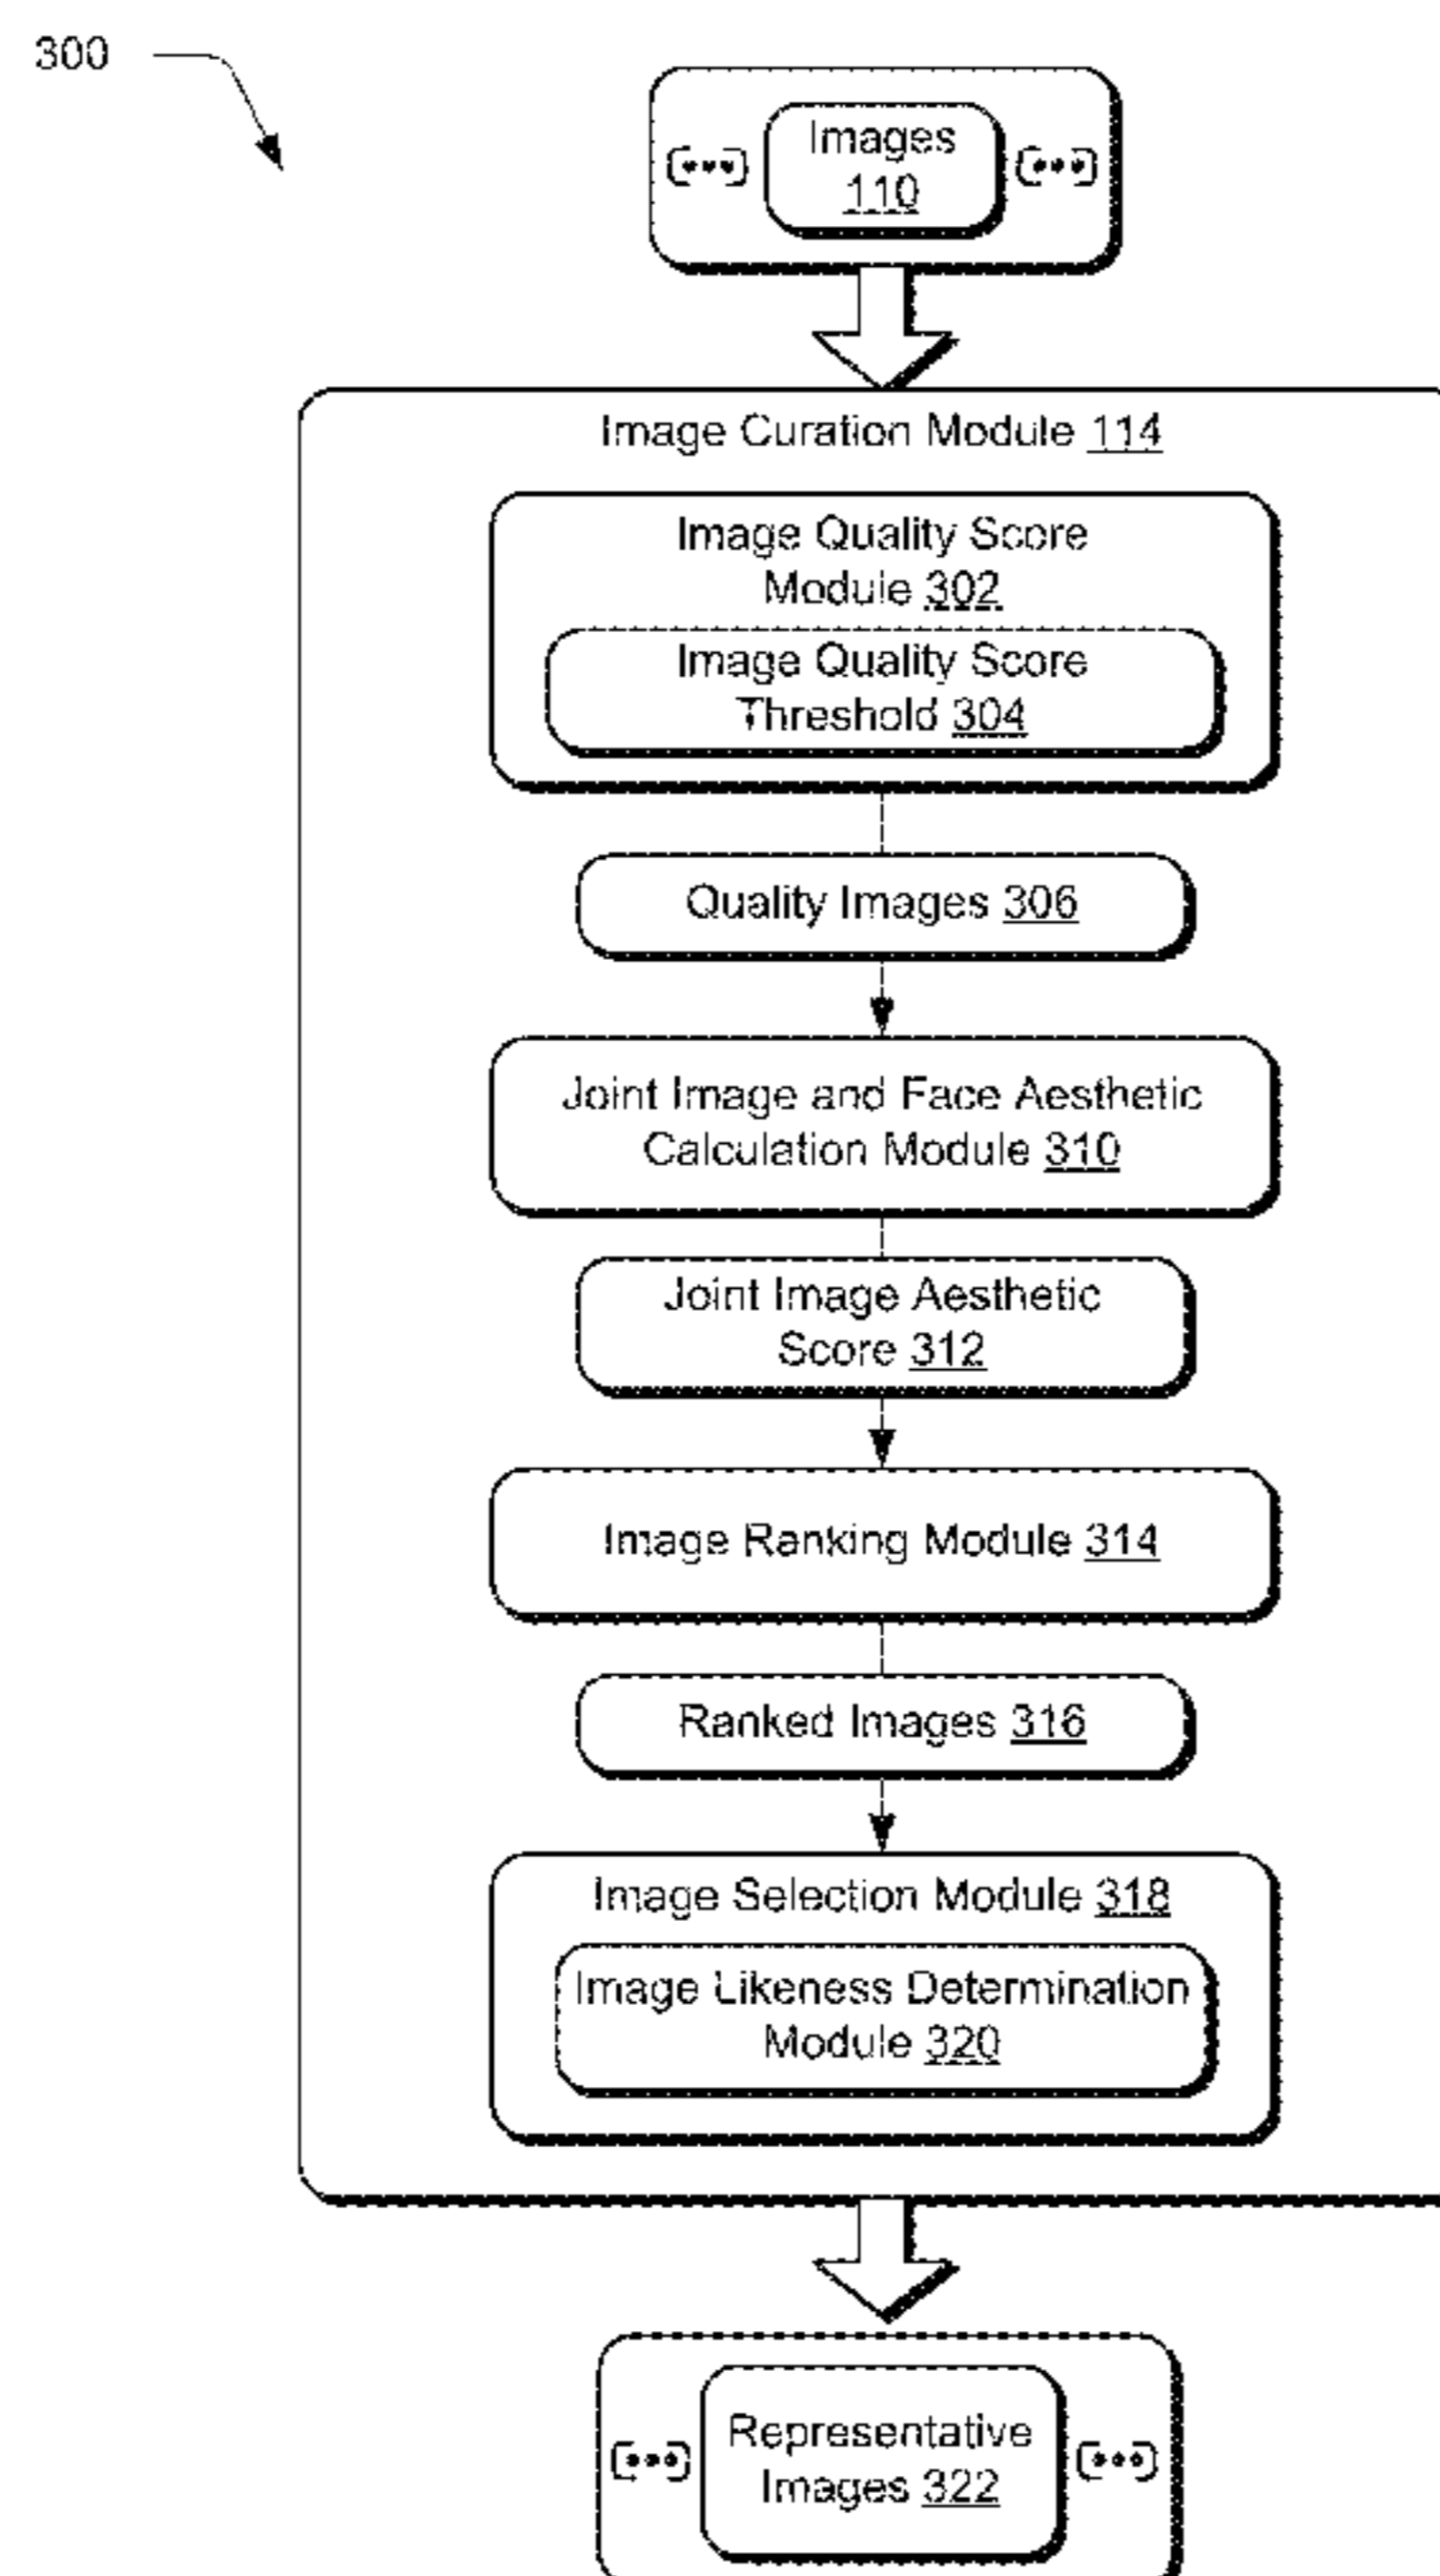 300
Images
110
Image Curation Module 114
Image Quality Score
Module 302
Image Quality Score
Threshold 304
Quality Images 306
Joint Image and Face Aesthetic
Calculation Module 310
Joint Image Aesthetic
Score 312
Image Ranking Module 314
Ranked Images 316
Image Selection Module 318
Image Likeness Determination
Module 320
Representative
Images 322